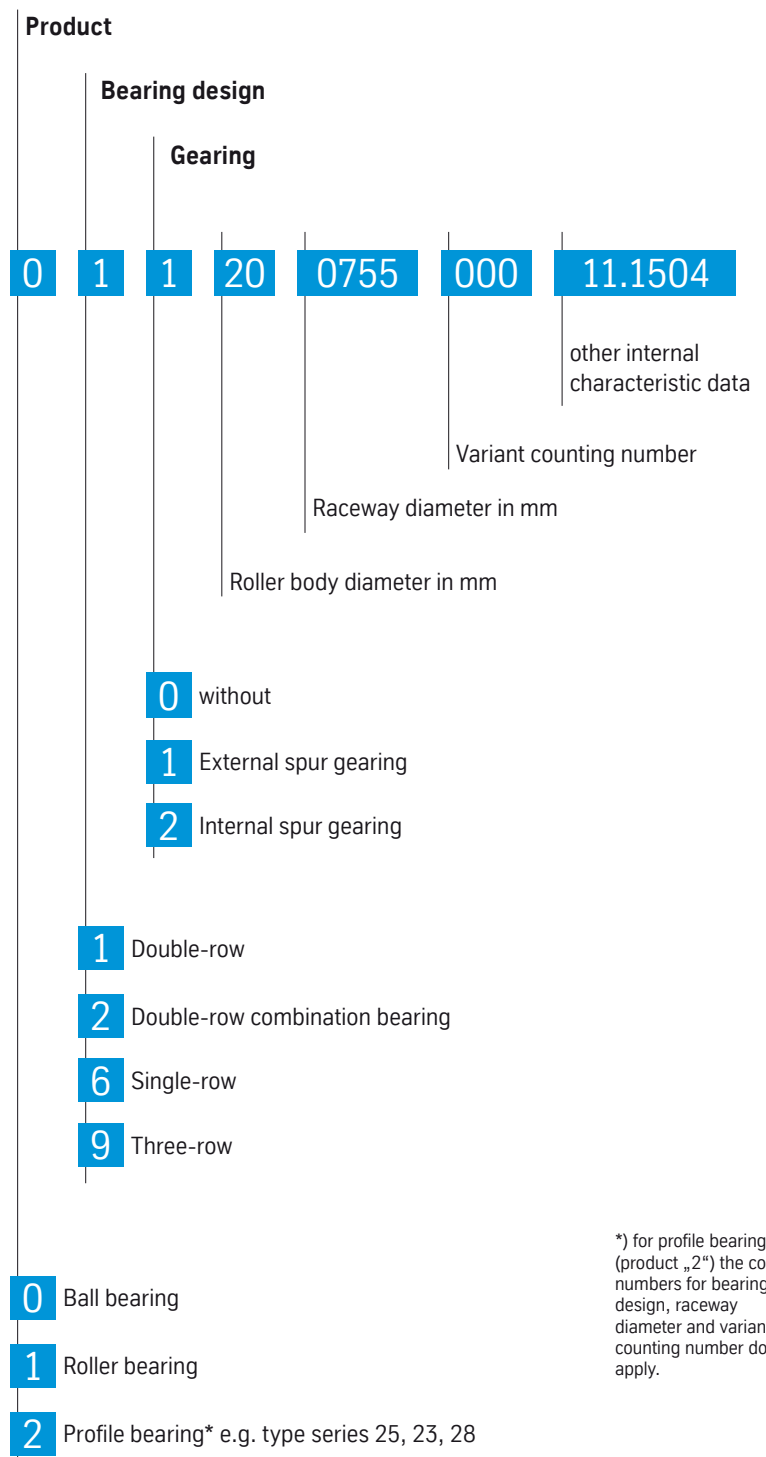 Product
Bearing design
Gearing
0 1 1 20 0755 000 11.1504
other internal
characteristic data
Variant counting number
Raceway diameter in mm
Roller body diameter in mm
0 without
1 External spur gearing
2 Internal spur gearing
1 Double-row
2 Double-row combination bearing
6 Single-row
9 Three-row
0 Ball bearing
1 Roller bearing
2 Profile bearing* e.g. type series 25, 23, 28
*) for profile bearing
(product „2“) the
numbers for bearing
design, raceway
diameter and
counting number
apply.